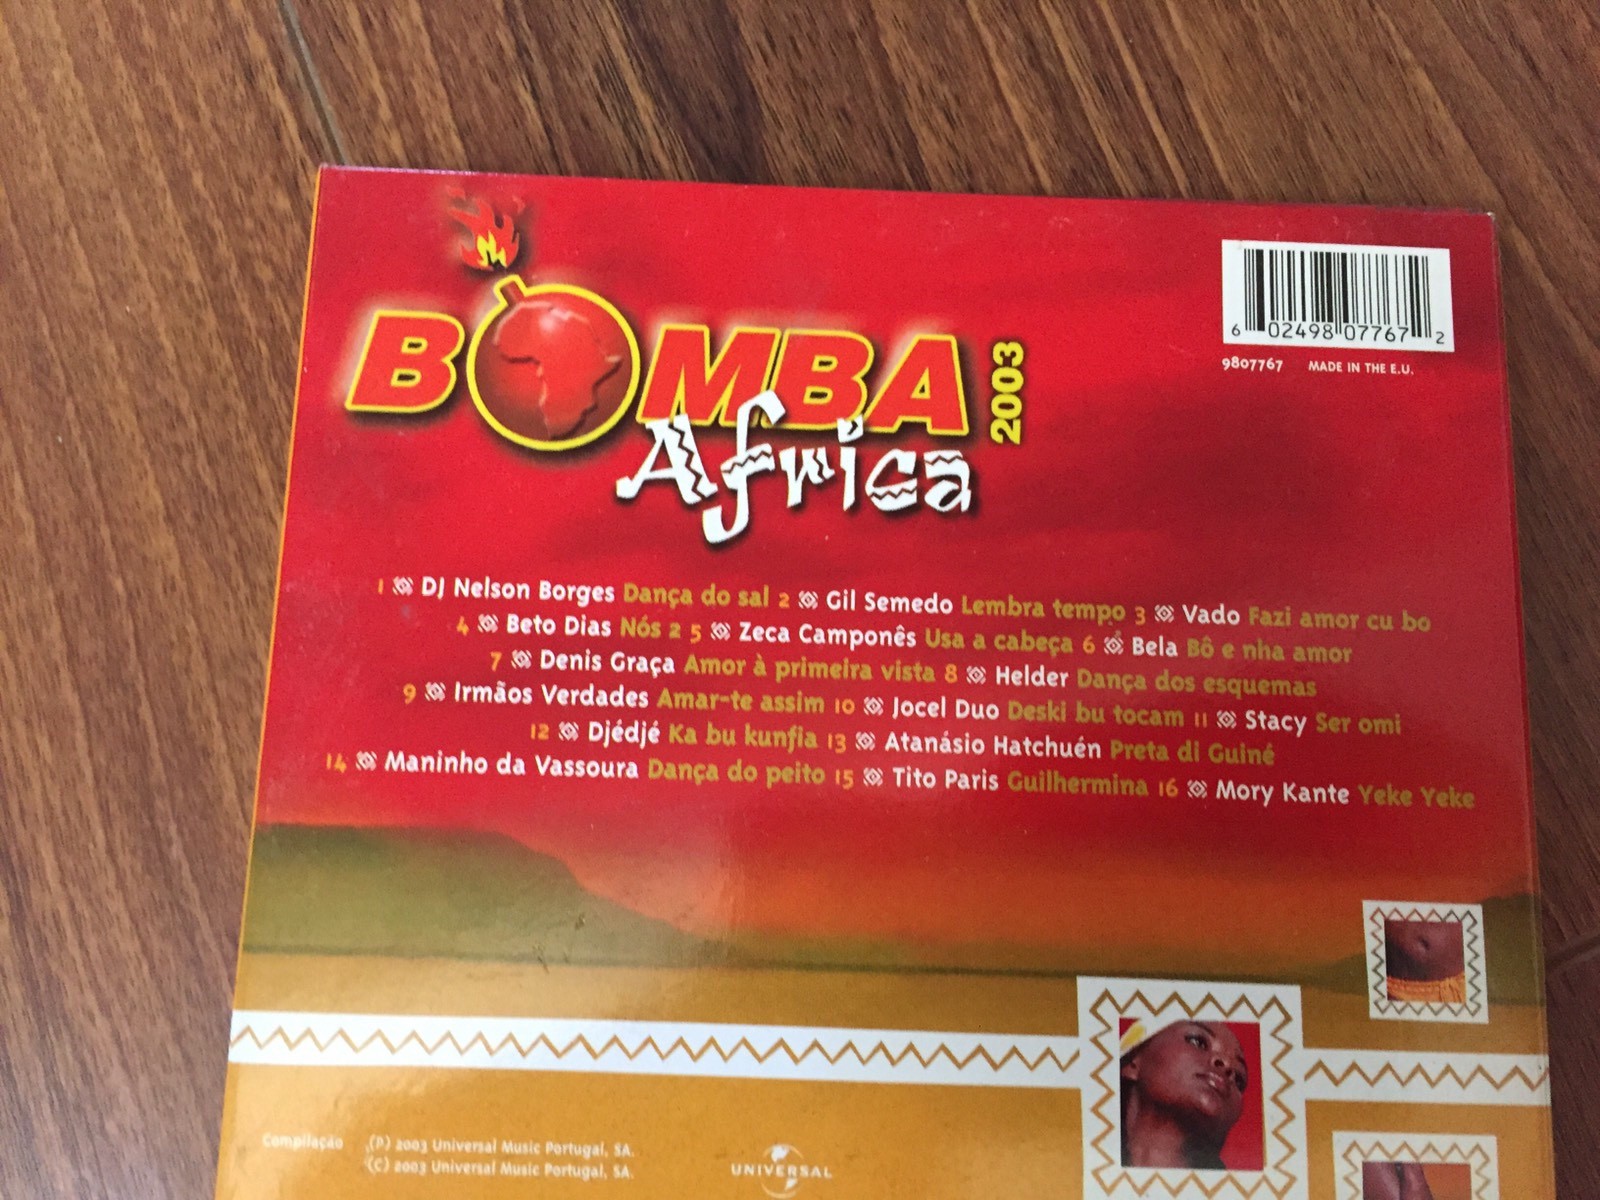 BOMBA
2003
Africa
6 02498 07767 2
9807767 MADE IN THE E.U.
1 DJ Nelson Borges Dança do sal 2 Gil Semedo Lembra tempo 3 Vado Fazi amor cu bo
4 Beto Dias Nós 2 5 Zeca Camponês Usa a cabeça 6 Bela Bô e nha amor
7 Denis Graça Amor à primeira vista 8 Helder Dança dos esquemas
9 Irmãos Verdades Amar-te assim 10 Jocel Duo Deski bu tocam 11 Stacy Ser omi
12 Djédjé Ka bu kunfia 13 Atanásio Hatchuén Preta di Guiné
14 Maninho da Vassoura Dança do peito 15 Tito Paris Guilhermina 16 Mory Kante Yeke Yeke
Compilação (P) 2003 Universal Music Portugal, SA.
(C) 2003 Universal Music Portugal, SA.
UNIVERSAL